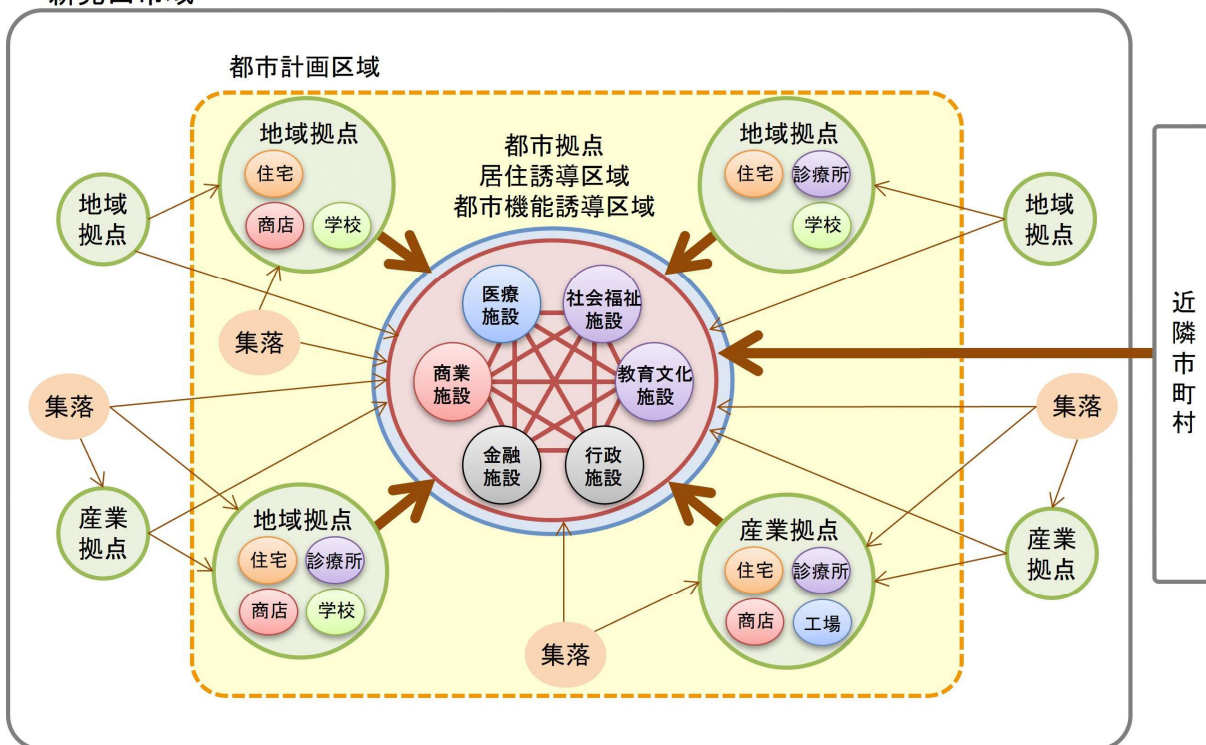 新発田市域
都市計画区域
地域拠点
住宅
商店
学校
都市拠点
居住誘導区域
都市機能誘導区域
地域拠点
住宅
診療所
学校
地域
拠点
地域
拠点
医療
施設
社会福祉
施設
集落
商業
施設
教育文化
施設
近隣市町村
集落
集落
金融
施設
行政
施設
産業
拠点
地域拠点
住宅
診療所
商店
学校
産業拠点
住宅
診療所
商店
工場
産業
拠点
集落